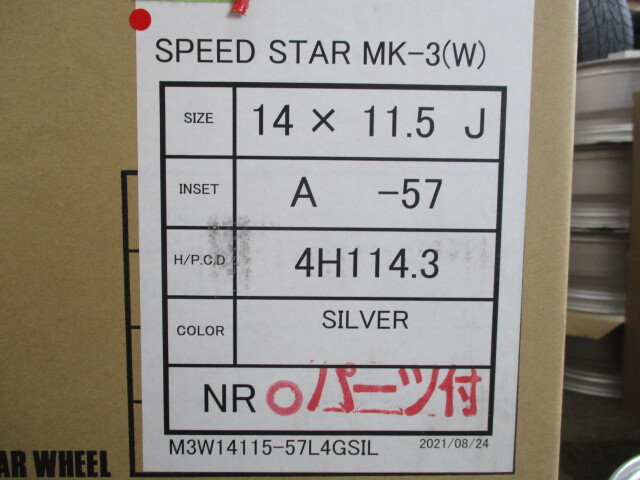 SPEED STAR MK-3(W)
SIZE 14 × 11.5 J
INSET A -57
H/P.C.D 4H114.3
COLOR SILVER
NR ○ パーツ付
M3W14115-57L4GSIL 2021/08/24
AR WHEEL